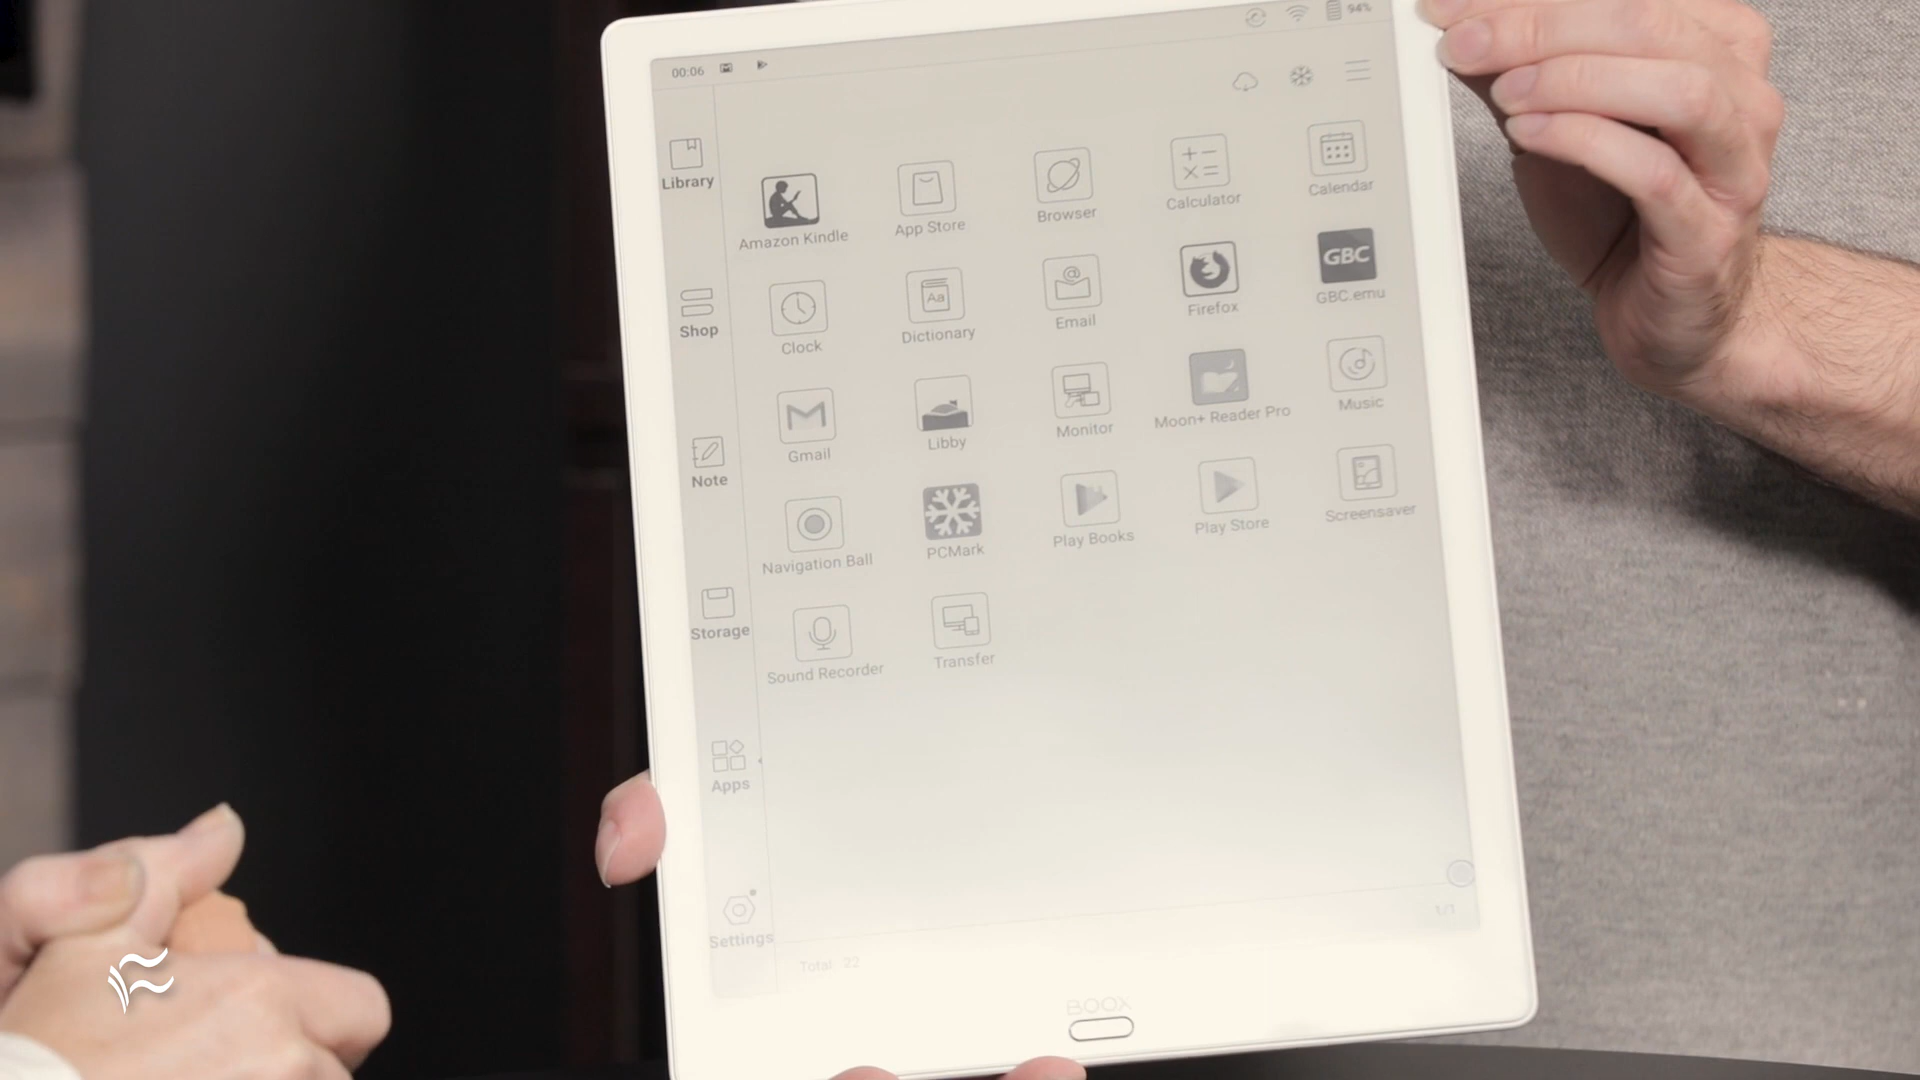 00:06
94%
Library
Shop
Note
Storage
Apps
Settings
Amazon Kindle
App Store
Browser
Calculator
Calendar
Clock
Dictionary
Aa
Email
@
Firefox
GBC
GBC.emu
Gmail
Libby
Monitor
Moon+ Reader Pro
Music
Navigation Ball
PCMark
Play Books
Play Store
Screensaver
Sound Recorder
Transfer
Total: 22
1/1
BOOX